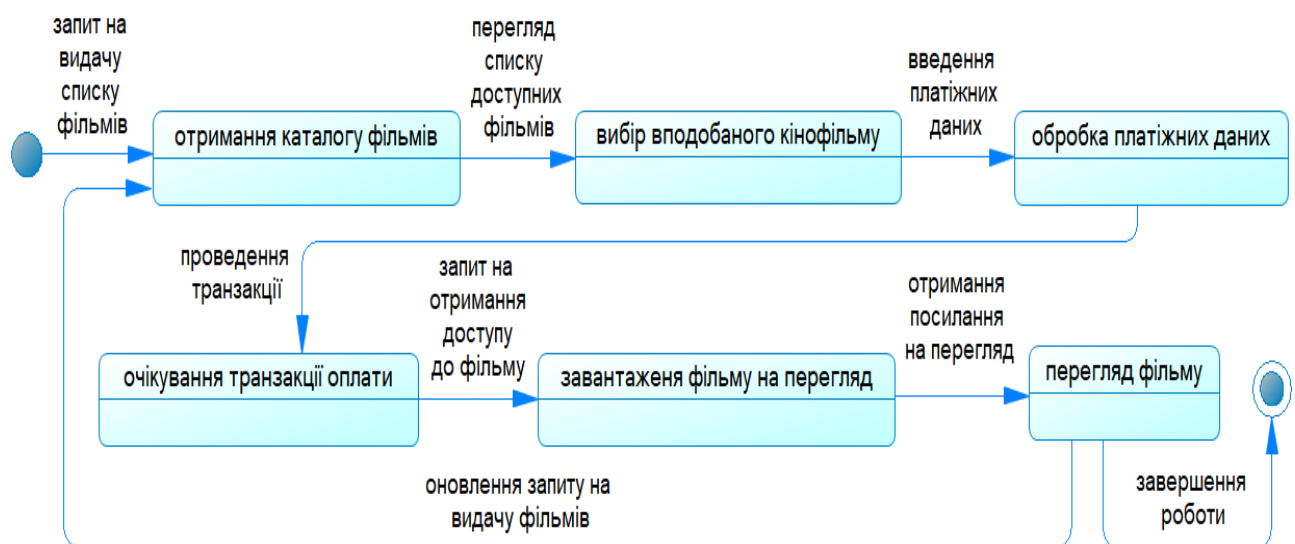 запит на
видачу
списку
фільмів
отримання каталогу фільмів
перегляд
списку
доступних
фільмів
вибір вподобаного кінофільму
введення
платіжних
даних
обробка платіжних даних
проведення
транзакції
очікування транзакції оплати
запит на
отримання
доступу
до фільму
завантаженя фільму на перегляд
отримання
посилання
на перегляд
перегляд фільму
оновлення запиту на
видачу фільмів
завершення
роботи